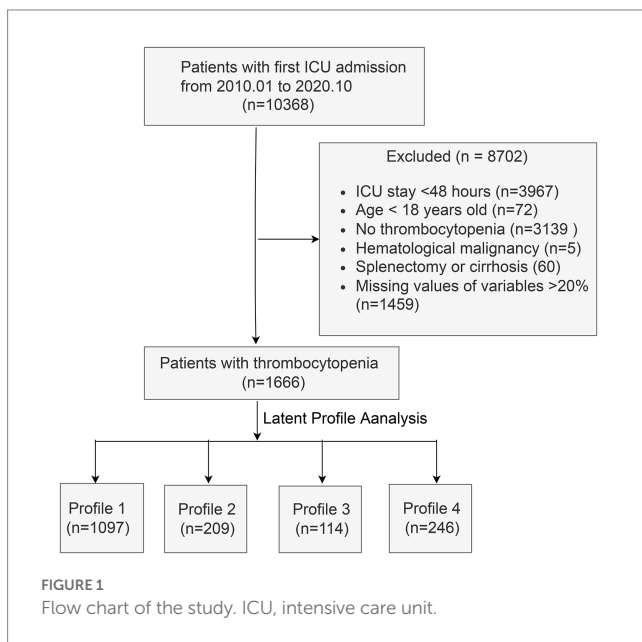 Patients with first ICU admission
from 2010.01 to 2020.10
(n=10368)
Excluded (n = 8702)
• ICU stay <48 hours (n=3967)
• Age < 18 years old (n=72)
• No thrombocytopenia (n=3139 )
• Hematological malignancy (n=5)
• Splenectomy or cirrhosis (60)
• Missing values of variables >20%
(n=1459)
Patients with thrombocytopenia
(n=1666)
Latent Profile Aanalysis
Profile 1
(n=1097)
Profile 2
(n=209)
Profile 3
(n=114)
Profile 4
(n=246)
FIGURE 1
Flow chart of the study. ICU, intensive care unit.